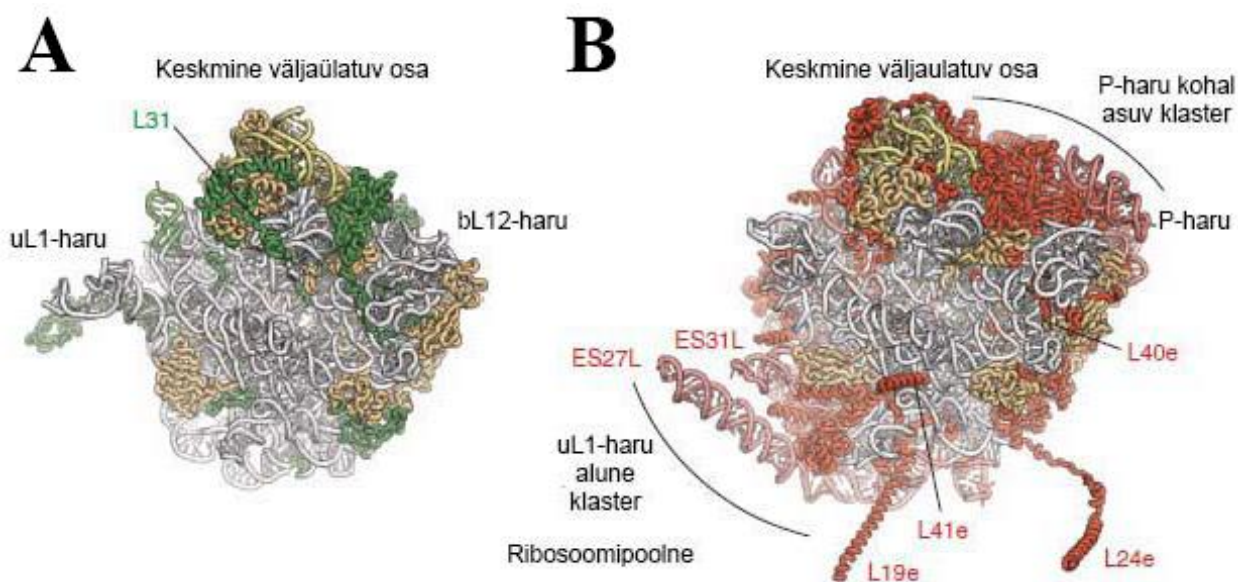 A
Keskmine väljaülatuv osa
L31
uL1-haru
bL12-haru
B
Keskmine väljaulatuv osa
P-haru kohal
asuv klaster
P-haru
ES31L
ES27L
L40e
uL1-haru
alune
klaster
Ribosoomipoolne
L41e
L19e
L24e